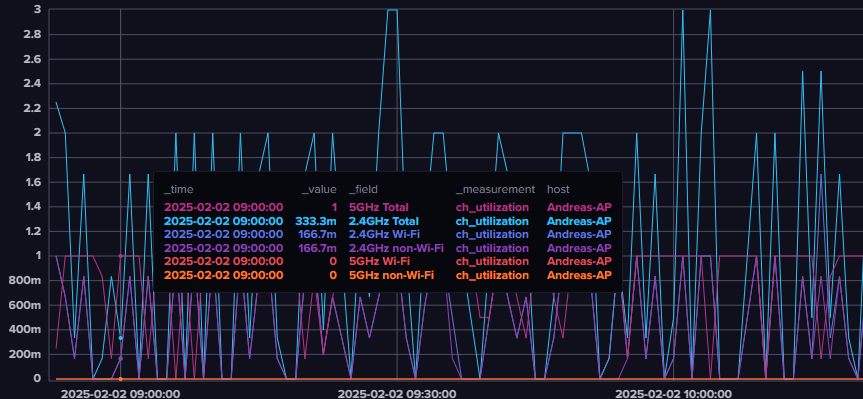 3
2.8
2.6
2.4
2.2
2
1.8
1.6
1.4
1.2
1
800m
600m
400m
200m
0
_time _value _field _measurement host
2025-02-02 09:00:00 1 5GHz Total ch_utilization Andreas-AP
2025-02-02 09:00:00 333.3m 2.4GHz Total ch_utilization Andreas-AP
2025-02-02 09:00:00 166.7m 2.4GHz Wi-Fi ch_utilization Andreas-AP
2025-02-02 09:00:00 166.7m 2.4GHz non-Wi-Fi ch_utilization Andreas-AP
2025-02-02 09:00:00 0 5GHz Wi-Fi ch_utilization Andreas-AP
2025-02-02 09:00:00 0 5GHz non-Wi-Fi ch_utilization Andreas-AP
2025-02-02 09:00:00 2025-02-02 09:30:00 2025-02-02 10:00:00